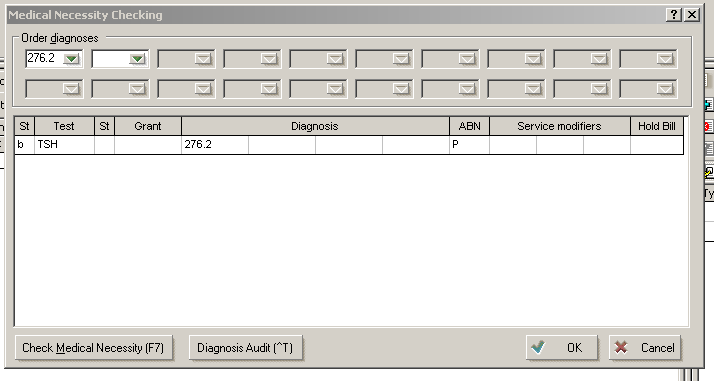 Medical Necessity Checking
Order diagnoses
276.2
St Test St Grant Diagnosis ABN Service modifiers Hold Bill
b TSH 276.2 P
Check Medical Necessity (F7) Diagnosis Audit (^T) OK Cancel
Ty